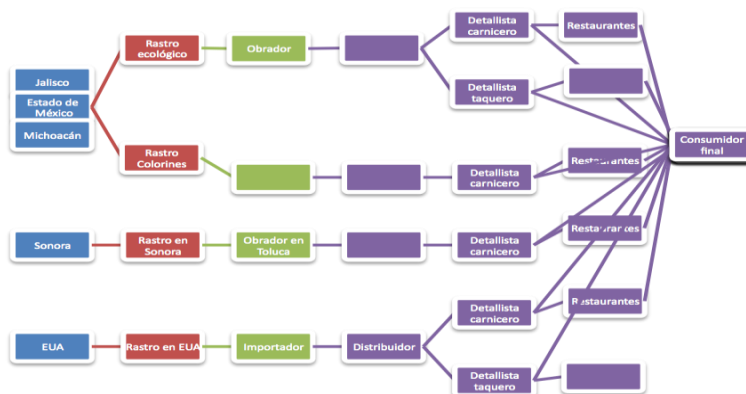 Jalisco
Estado de
México
Michoacán
Rastro
ecológico
Obrador
Detallista
carnicero
Restaurantes
Detallista
taquero
Rastro
Colorines
Detallista
carnicero
Restaurantes
Consumidor
final
Sonora
Rastro en
Sonora
Obrador en
Toluca
Detallista
carnicero
Restaurantes
EUA
Rastro en EUA
Importador
Distribuidor
Detallista
carnicero
Restaurantes
Detallista
taquero